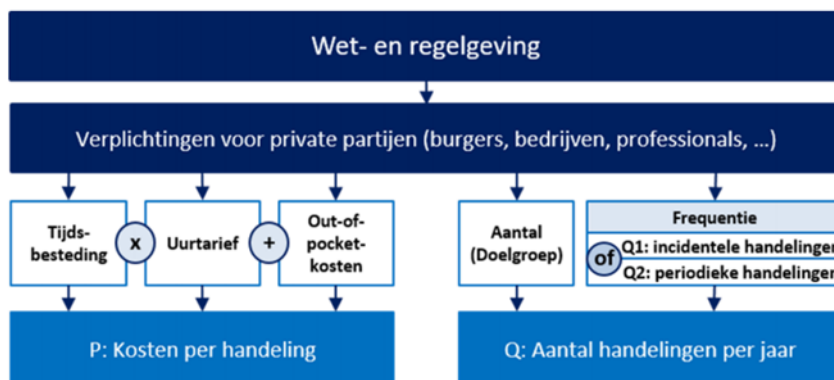 Wet- en regelgeving
Verplichtingen voor private partijen (burgers, bedrijven, professionals, ...)
Tijds-
besteding
x
Uurtarief
+
Out-of-
pocket-
kosten
Aantal
(Doelgroep)
Frequentie
Q1: incidentele handelingen
of
Q2: periodieke handelingen
P: Kosten per handeling
Q: Aantal handelingen per jaar